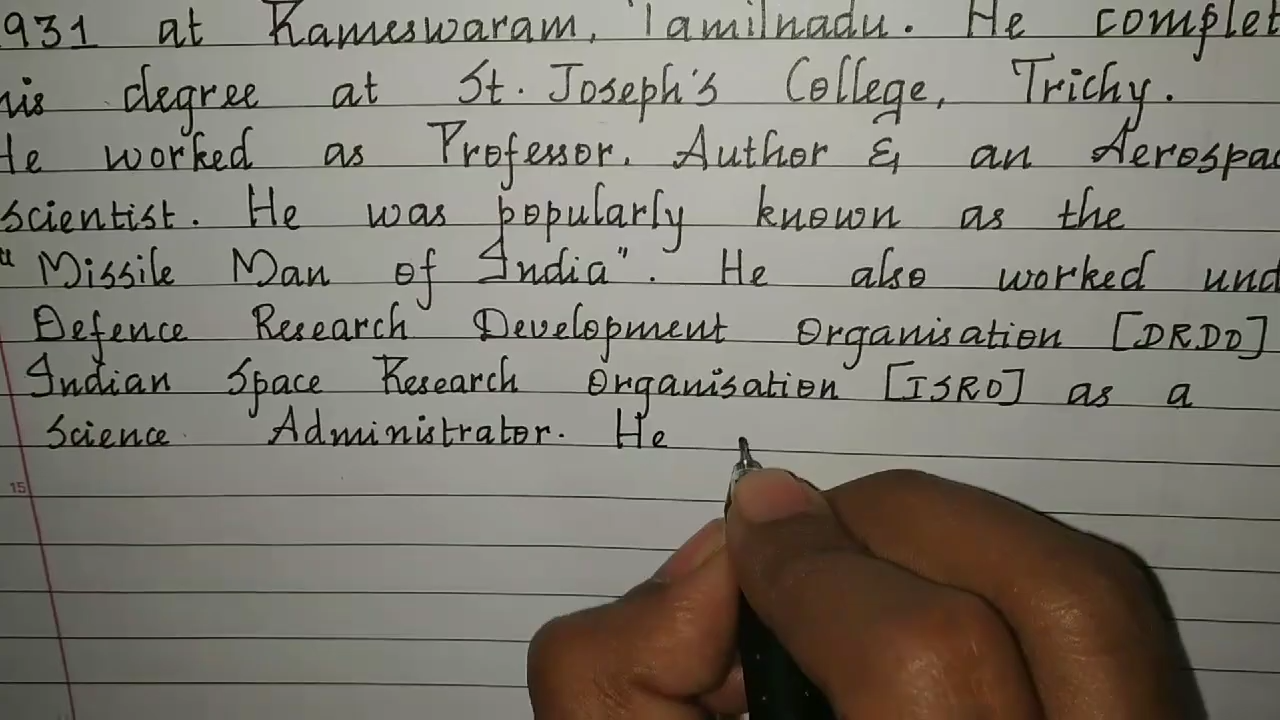 931 at Rameswaram, Tamilnadu. He complet
his degree at St. Joseph's College, Trichy.
He worked as Professor, Author & an Aerospac
scientist. He was popularly known as the
"Missile Man of India". He also worked und
Defence Research Development Organisation [DRDO]
Indian Space Research Organisation [ISRO] as a
Science Administrator. He
15